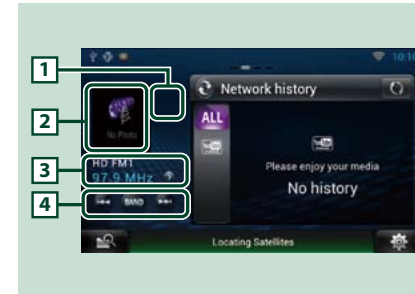 10:10
1
Network history
2
ALL
No Photo
Please enjoy your media
HD FM1
3
97.9 MHz
No history
4
BAND
Locating Satellites